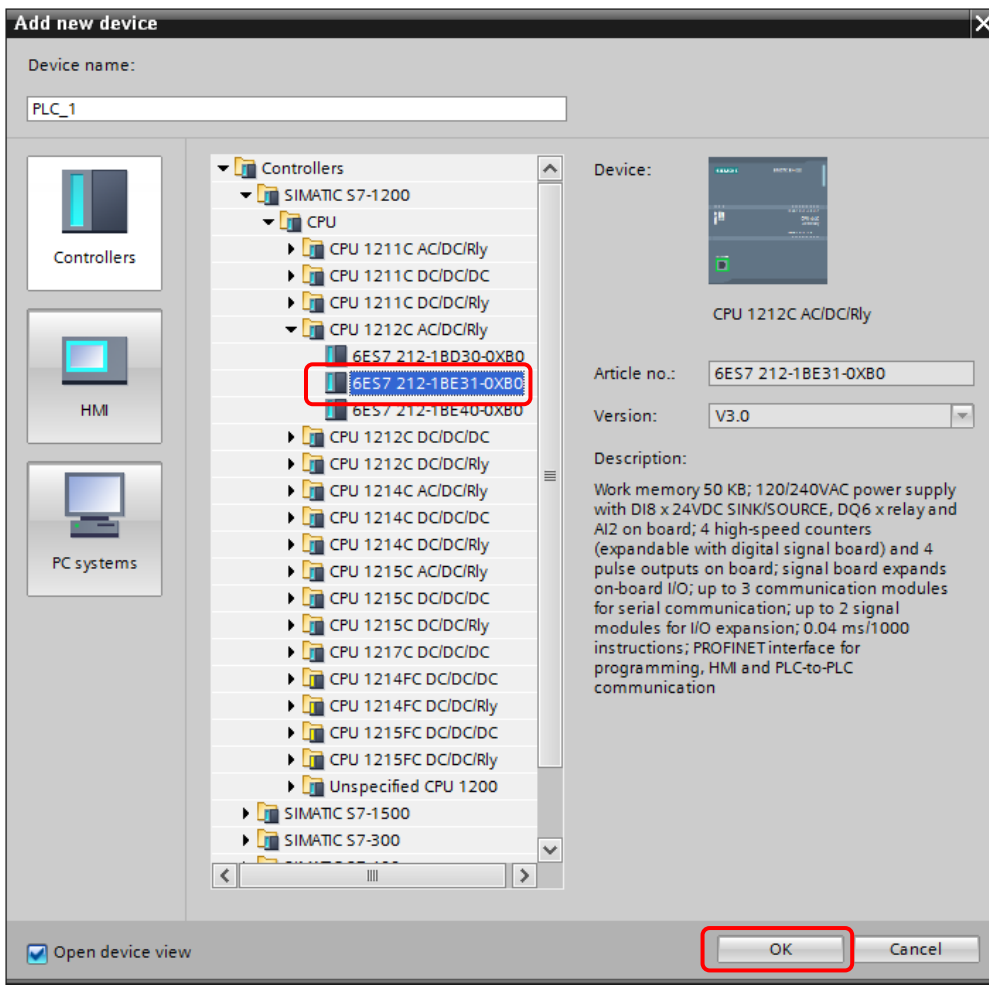 Add new device
Device name:
PLC_1
Controllers
HMI
PC systems
Controllers
SIMATIC S7-1200
CPU
CPU 1211C AC/DC/Rly
CPU 1211C DC/DC/DC
CPU 1211C DC/DC/Rly
CPU 1212C AC/DC/Rly
6ES7 212-1BD30-0XB0
6ES7 212-1BE31-0XB0
6ES7 212-1BE40-0XB0
CPU 1212C DC/DC/DC
CPU 1212C DC/DC/Rly
CPU 1214C AC/DC/Rly
CPU 1214C DC/DC/DC
CPU 1214C DC/DC/Rly
CPU 1215C AC/DC/Rly
CPU 1215C DC/DC/DC
CPU 1215C DC/DC/Rly
CPU 1217C DC/DC/DC
CPU 1214FC DC/DC/DC
CPU 1214FC DC/DC/Rly
CPU 1215FC DC/DC/DC
CPU 1215FC DC/DC/Rly
Unspecified CPU 1200
SIMATIC S7-1500
SIMATIC S7-300
Device:
CPU 1212C AC/DC/Rly
Article no.:
6ES7 212-1BE31-0XB0
Version:
V3.0
Description:
Work memory 50 KB; 120/240VAC power supply
with DI8 x 24VDC SINK/SOURCE, DQ6 x relay and
AI2 on board; 4 high-speed counters
(expandable with digital signal board) and 4
pulse outputs on board; signal board expands
on-board I/O; up to 3 communication modules
for serial communication; up to 2 signal
modules for I/O expansion; 0.04 ms/1000
instructions; PROFINET interface for
programming, HMI and PLC-to-PLC
communication
Open device view
OK
Cancel